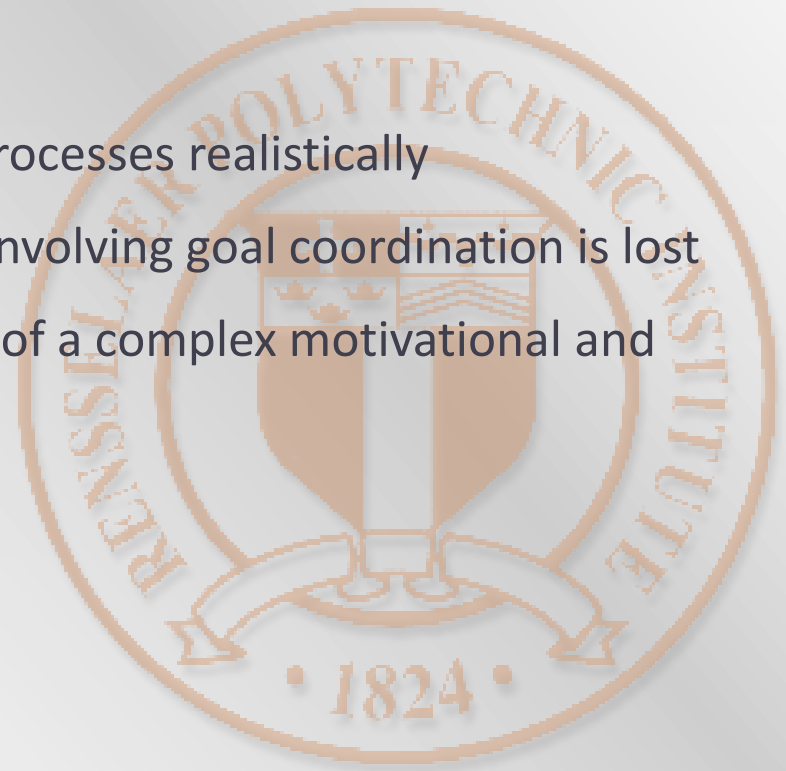 rocesses realistically
nvolving goal coordination is lost
of a complex motivational and
RENSSELAER POLYTECHNIC INSTITUTE
• 1824 •